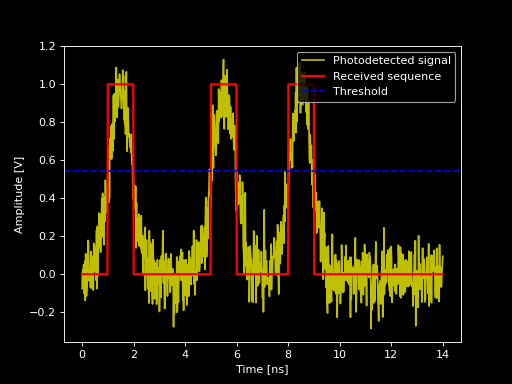 1.2
1.0
0.8
0.6
0.4
0.2
0.0
−0.2
Amplitude [V]
Photodetected signal
Received sequence
Threshold
0 2 4 6 8 10 12 14
Time [ns]